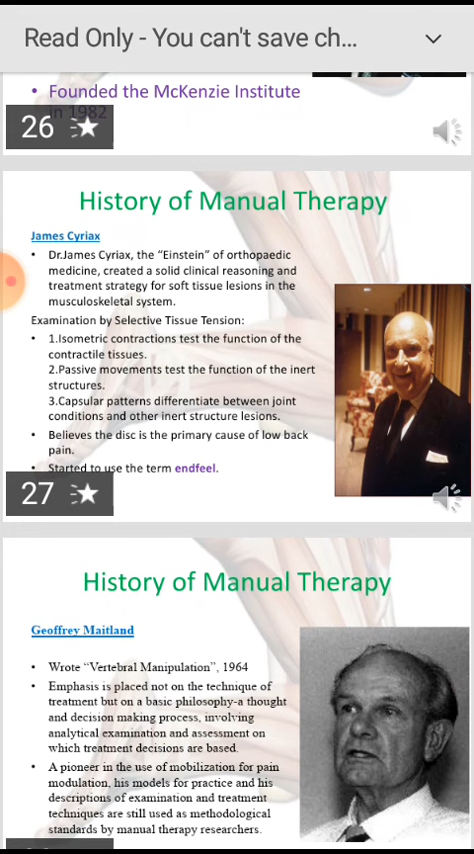 Read Only - You can't save ch...
• Founded the McKenzie Institute
in 1982
26
History of Manual Therapy
James Cyriax
• Dr.James Cyriax, the “Einstein” of orthopaedic
medicine, created a solid clinical reasoning and
treatment strategy for soft tissue lesions in the
musculoskeletal system.
Examination by Selective Tissue Tension:
• 1.Isometric contractions test the function of the
contractile tissues.
2.Passive movements test the function of the inert
structures.
3.Capsular patterns differentiate between joint
conditions and other inert structure lesions.
• Believes the disc is the primary cause of low back
pain.
• Started to use the term endfeel.
27
History of Manual Therapy
Geoffrey Maitland
• Wrote “Vertebral Manipulation”, 1964
• Emphasis is placed not on the technique of
treatment but on a basic philosophy-a thought
and decision making process, involving
analytical examination and assessment on
which treatment decisions are based.
• A pioneer in the use of mobilization for pain
modulation, his models for practice and his
descriptions of examination and treatment
techniques are still used as methodological
standards by manual therapy researchers.